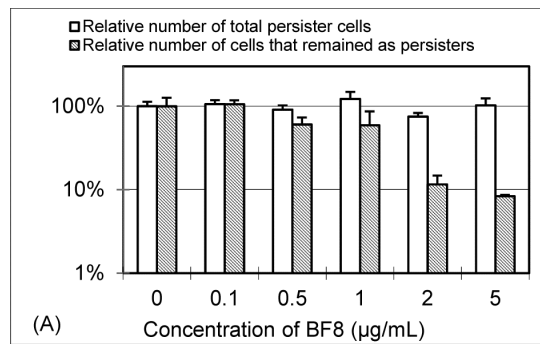 Relative number of total persister cells
Relative number of cells that remained as persisters
100%
10%
1%
0 0.1 0.5 1 2 5
(A) Concentration of BF8 (µg/mL)